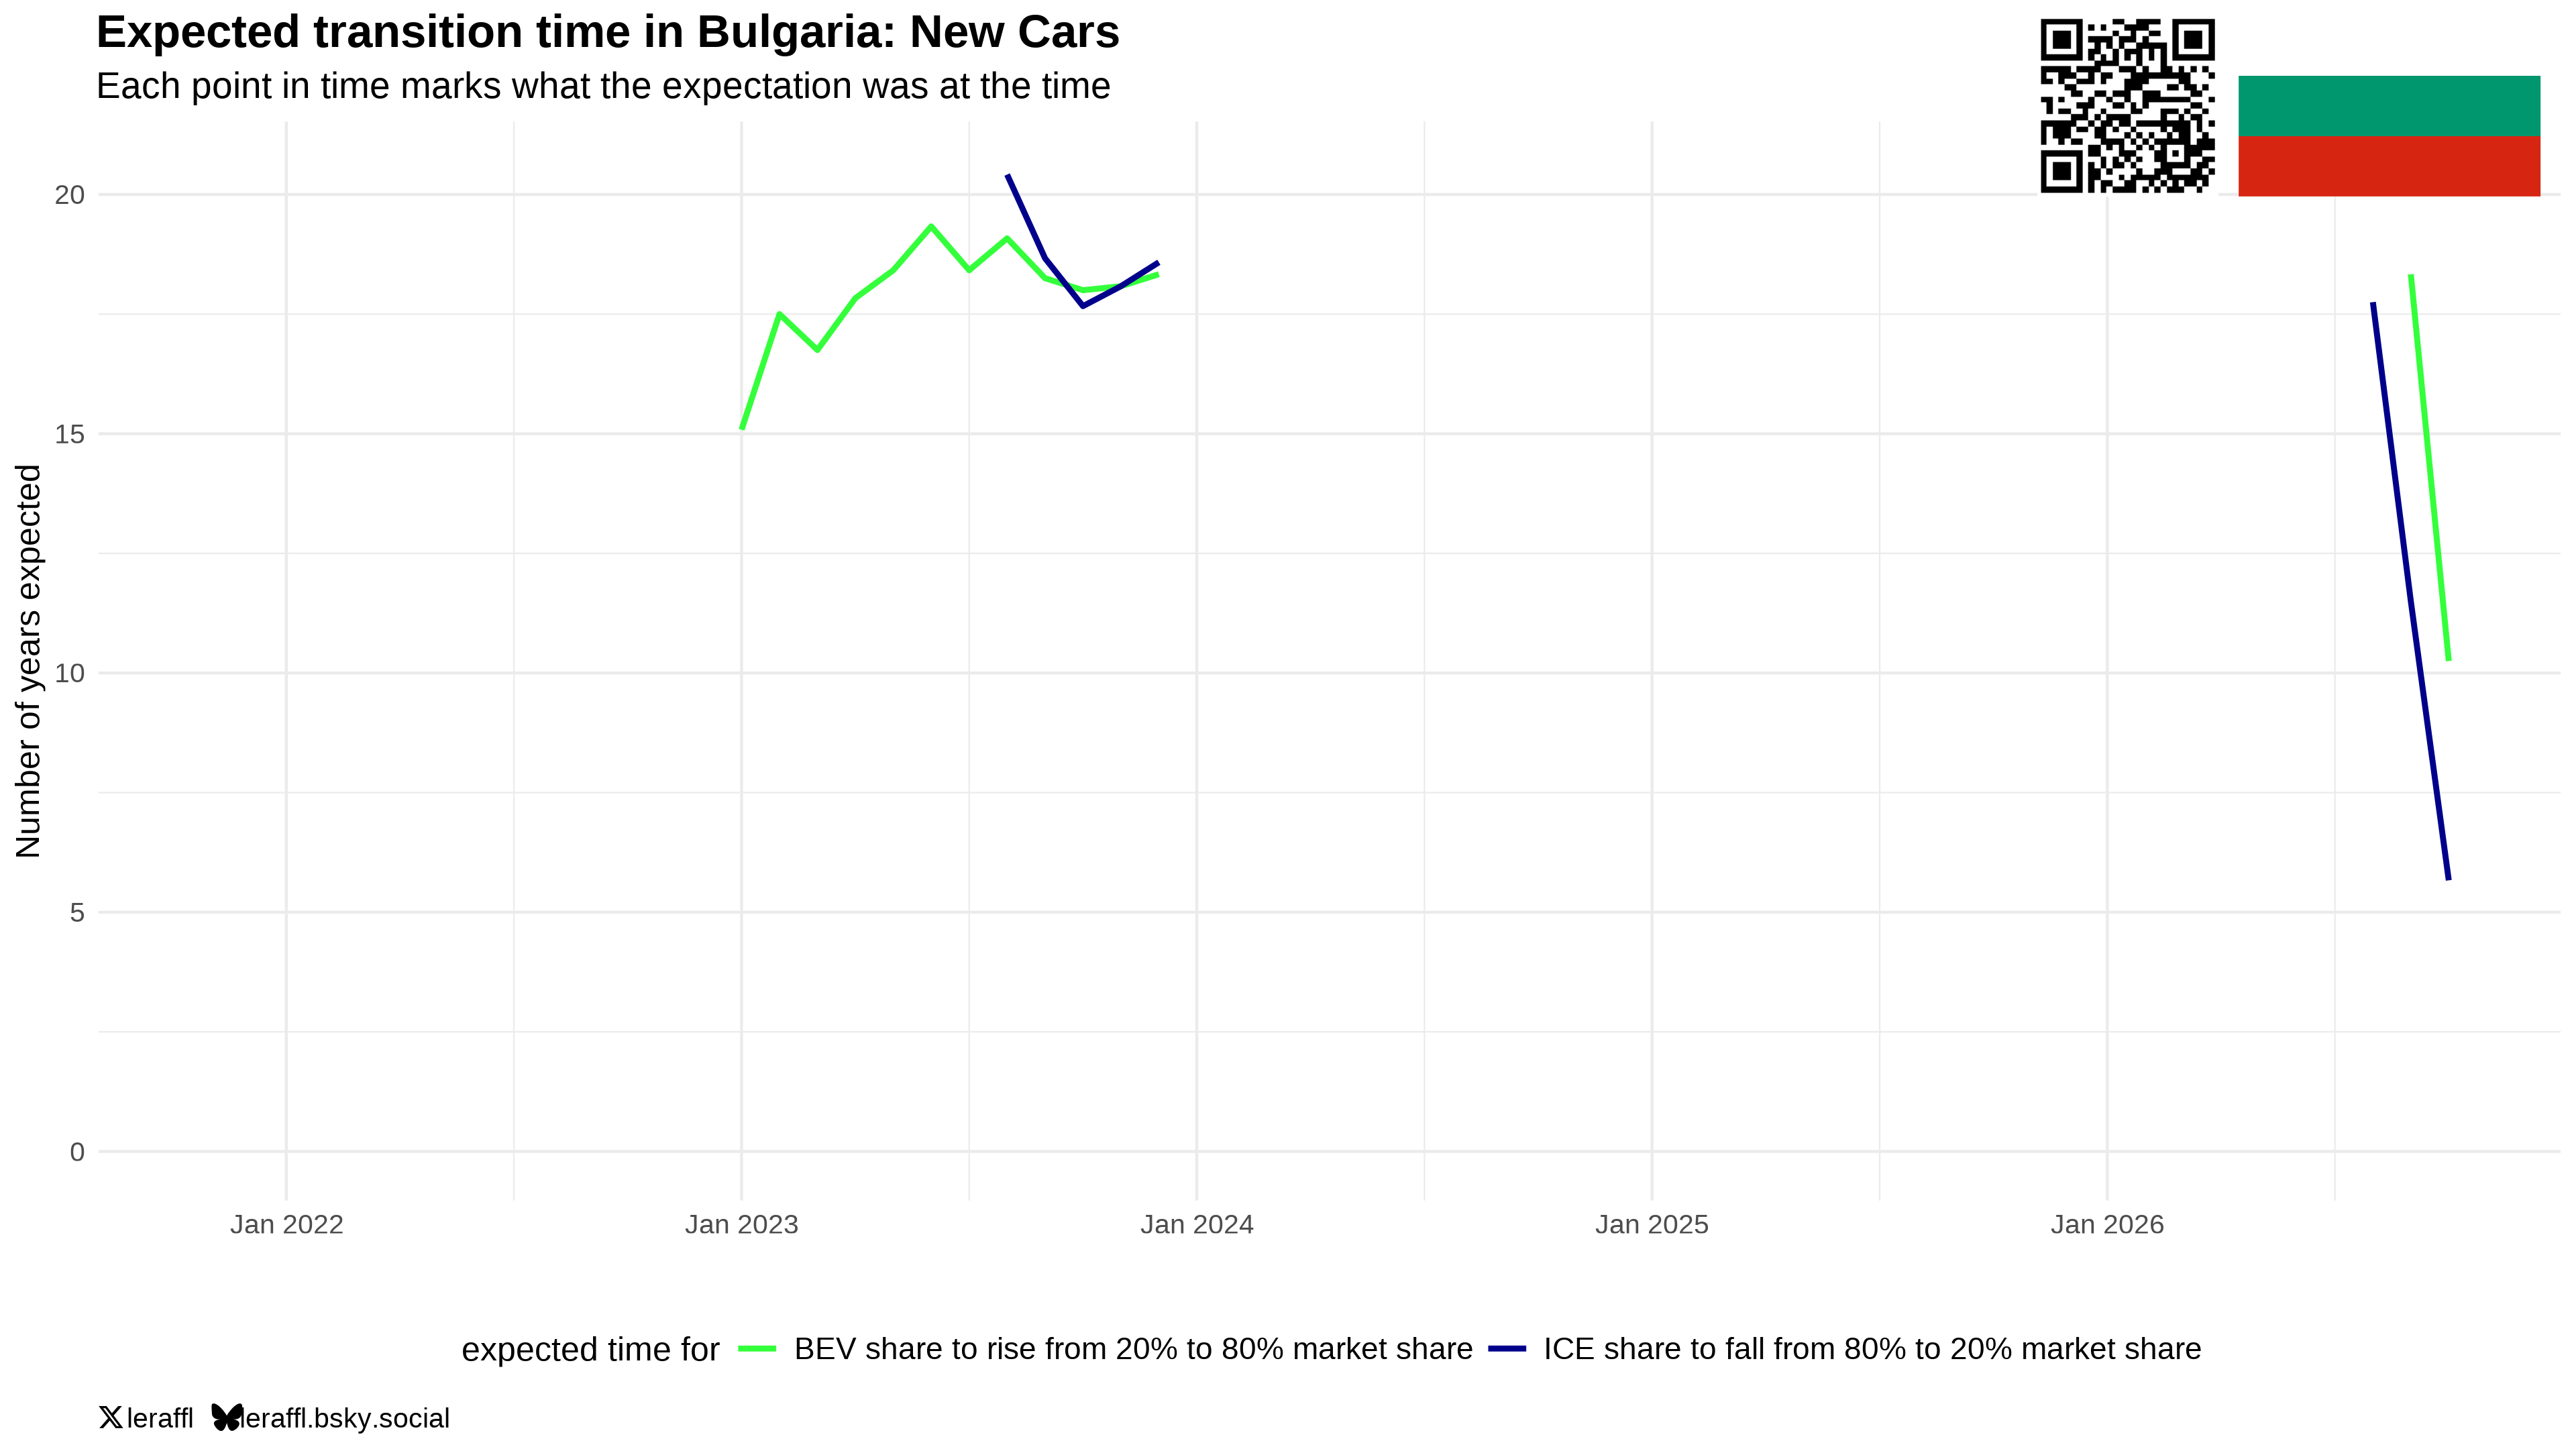 Expected transition time in Bulgaria: New Cars
Each point in time marks what the expectation was at the time
Number of years expected
20
15
10
5
0
Jan 2022
Jan 2023
Jan 2024
Jan 2025
Jan 2026
expected time for
BEV share to rise from 20% to 80% market share
ICE share to fall from 80% to 20% market share
leraffl
leraffl.bsky.social